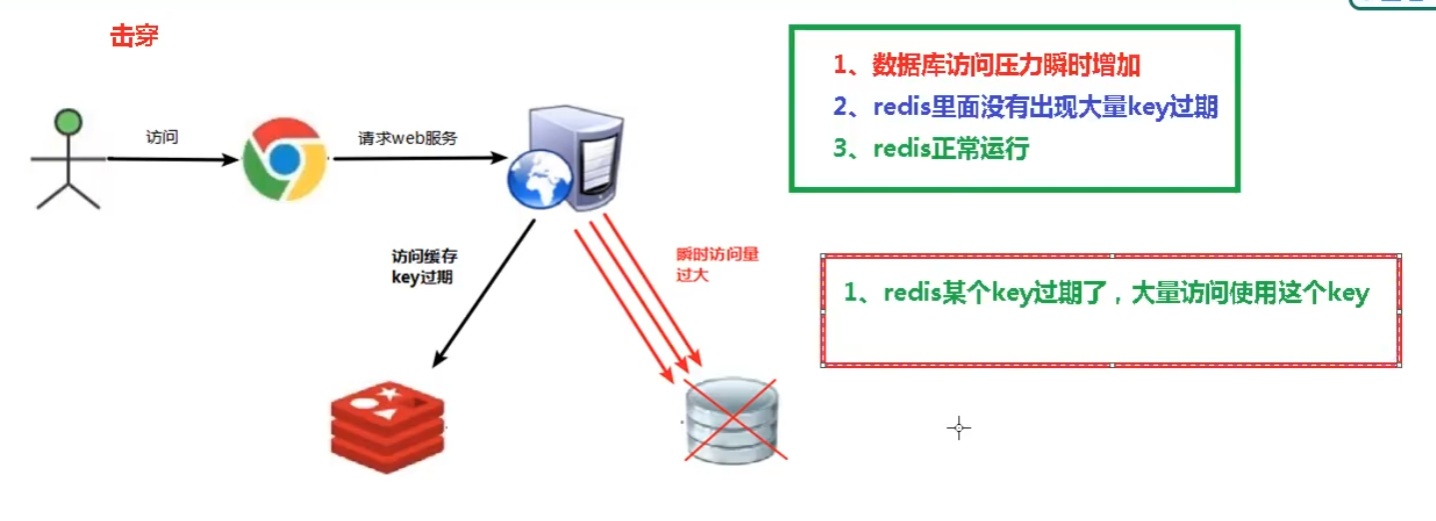 击穿
访问
请求web服务
访问缓存
key过期
瞬时访问量
过大
1、数据库访问压力瞬时增加
2、redis里面没有出现大量key过期
3、redis正常运行
1、redis某个key过期了，大量访问使用这个key